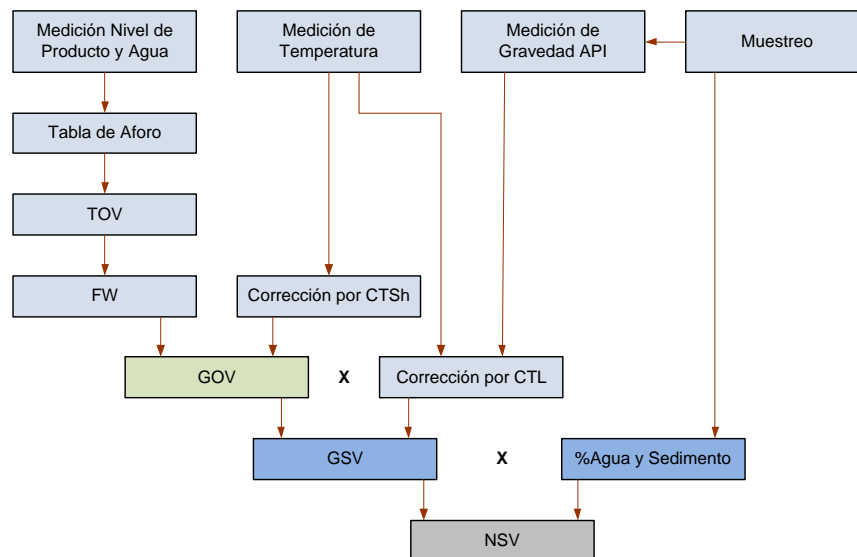 Medición Nivel de
Producto y Agua
Medición de
Temperatura
Medición de
Gravedad API
Muestreo
Tabla de Aforo
TOV
FW
Corrección por CTSh
GOV
X
Corrección por CTL
GSV
X
%Agua y Sedimento
NSV